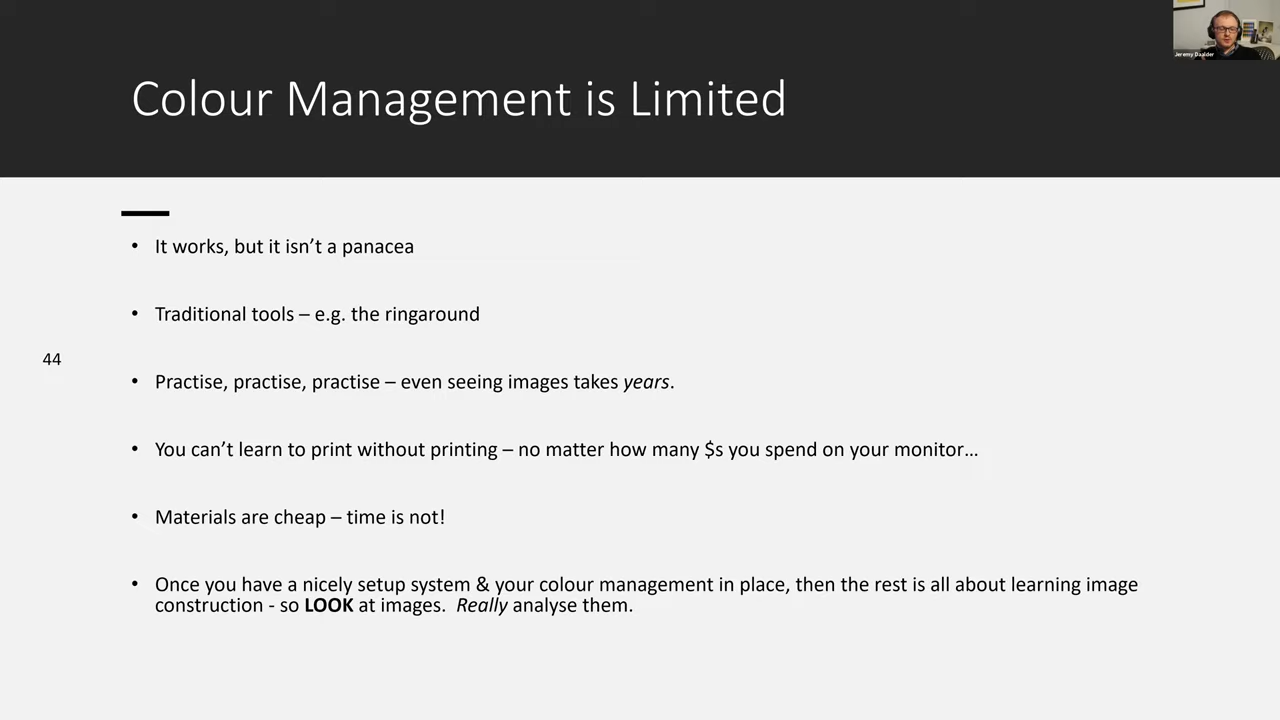 Jeremy Daalder
Colour Management is Limited
• It works, but it isn’t a panacea
• Traditional tools – e.g. the ringaround
44
• Practise, practise, practise – even seeing images takes years.
• You can’t learn to print without printing – no matter how many $s you spend on your monitor…
• Materials are cheap – time is not!
• Once you have a nicely setup system & your colour management in place, then the rest is all about learning image
construction - so LOOK at images.  Really analyse them.